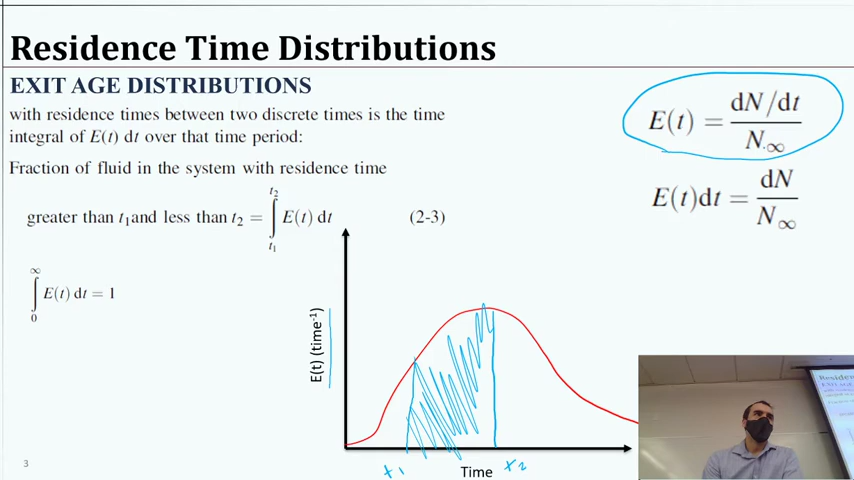 Residence Time Distributions
EXIT AGE DISTRIBUTIONS
with residence times between two discrete times is the time
integral of E(t) dt over that time period:
Fraction of fluid in the system with residence time
greater than t₁and less than t₂ = ∫_{t₁}^{t₂} E(t) dt (2-3)
∫_{0}^{∞} E(t) dt = 1
E(t) = dN/dt / N∞
E(t)dt = dN / N∞
E(t) (time⁻¹)
t₁ Time t₂
3